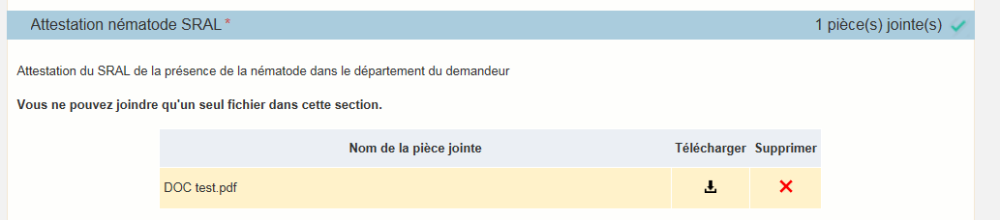 Attestation nématode SRAL * 1 pièce(s) jointe(s)
Attestation du SRAL de la présence de la nématode dans le département du demandeur
Vous ne pouvez joindre qu'un seul fichier dans cette section.
Nom de la pièce jointe Télécharger Supprimer
DOC test.pdf